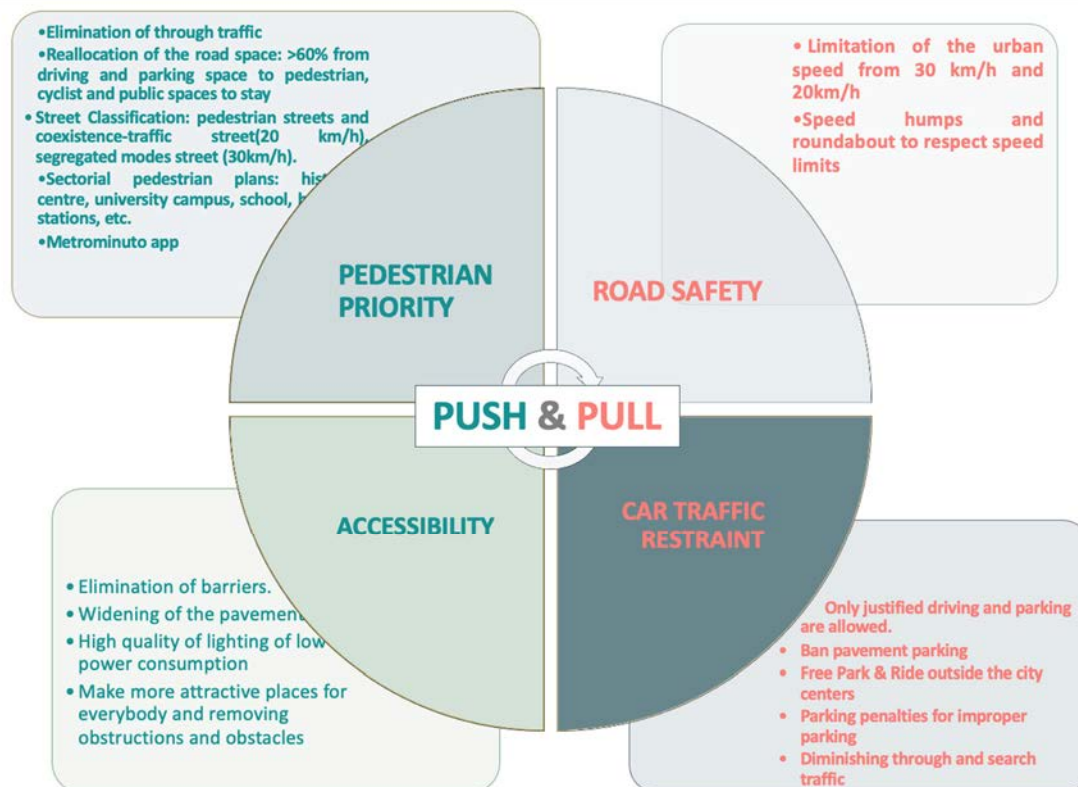 •Elimination of through traffic
•Reallocation of the road space: >60% from
driving and parking space to pedestrian,
cyclist and public spaces to stay
• Street Classification: pedestrian streets and
coexistence-traffic street(20 km/h),
segregated modes street (30km/h).
•Sectorial pedestrian plans:
centre, university campus, school,
stations, etc.
•Metrominuto app
• Limitation of the urban
speed from 30 km/h and
20km/h
•Speed humps and
roundabout to respect speed
limits
PEDESTRIAN
PRIORITY
ROAD SAFETY
PUSH & PULL
ACCESSIBILITY
CAR TRAFFIC
RESTRAINT
• Elimination of barriers.
• Widening of the pavement
• High quality of lighting of low
power consumption
• Make more attractive places for
everybody and removing
obstructions and obstacles
Only justified driving and parking
are allowed.
• Ban pavement parking
• Free Park & Ride outside the city
centers
• Parking penalties for improper
parking
• Diminishing through and search
traffic